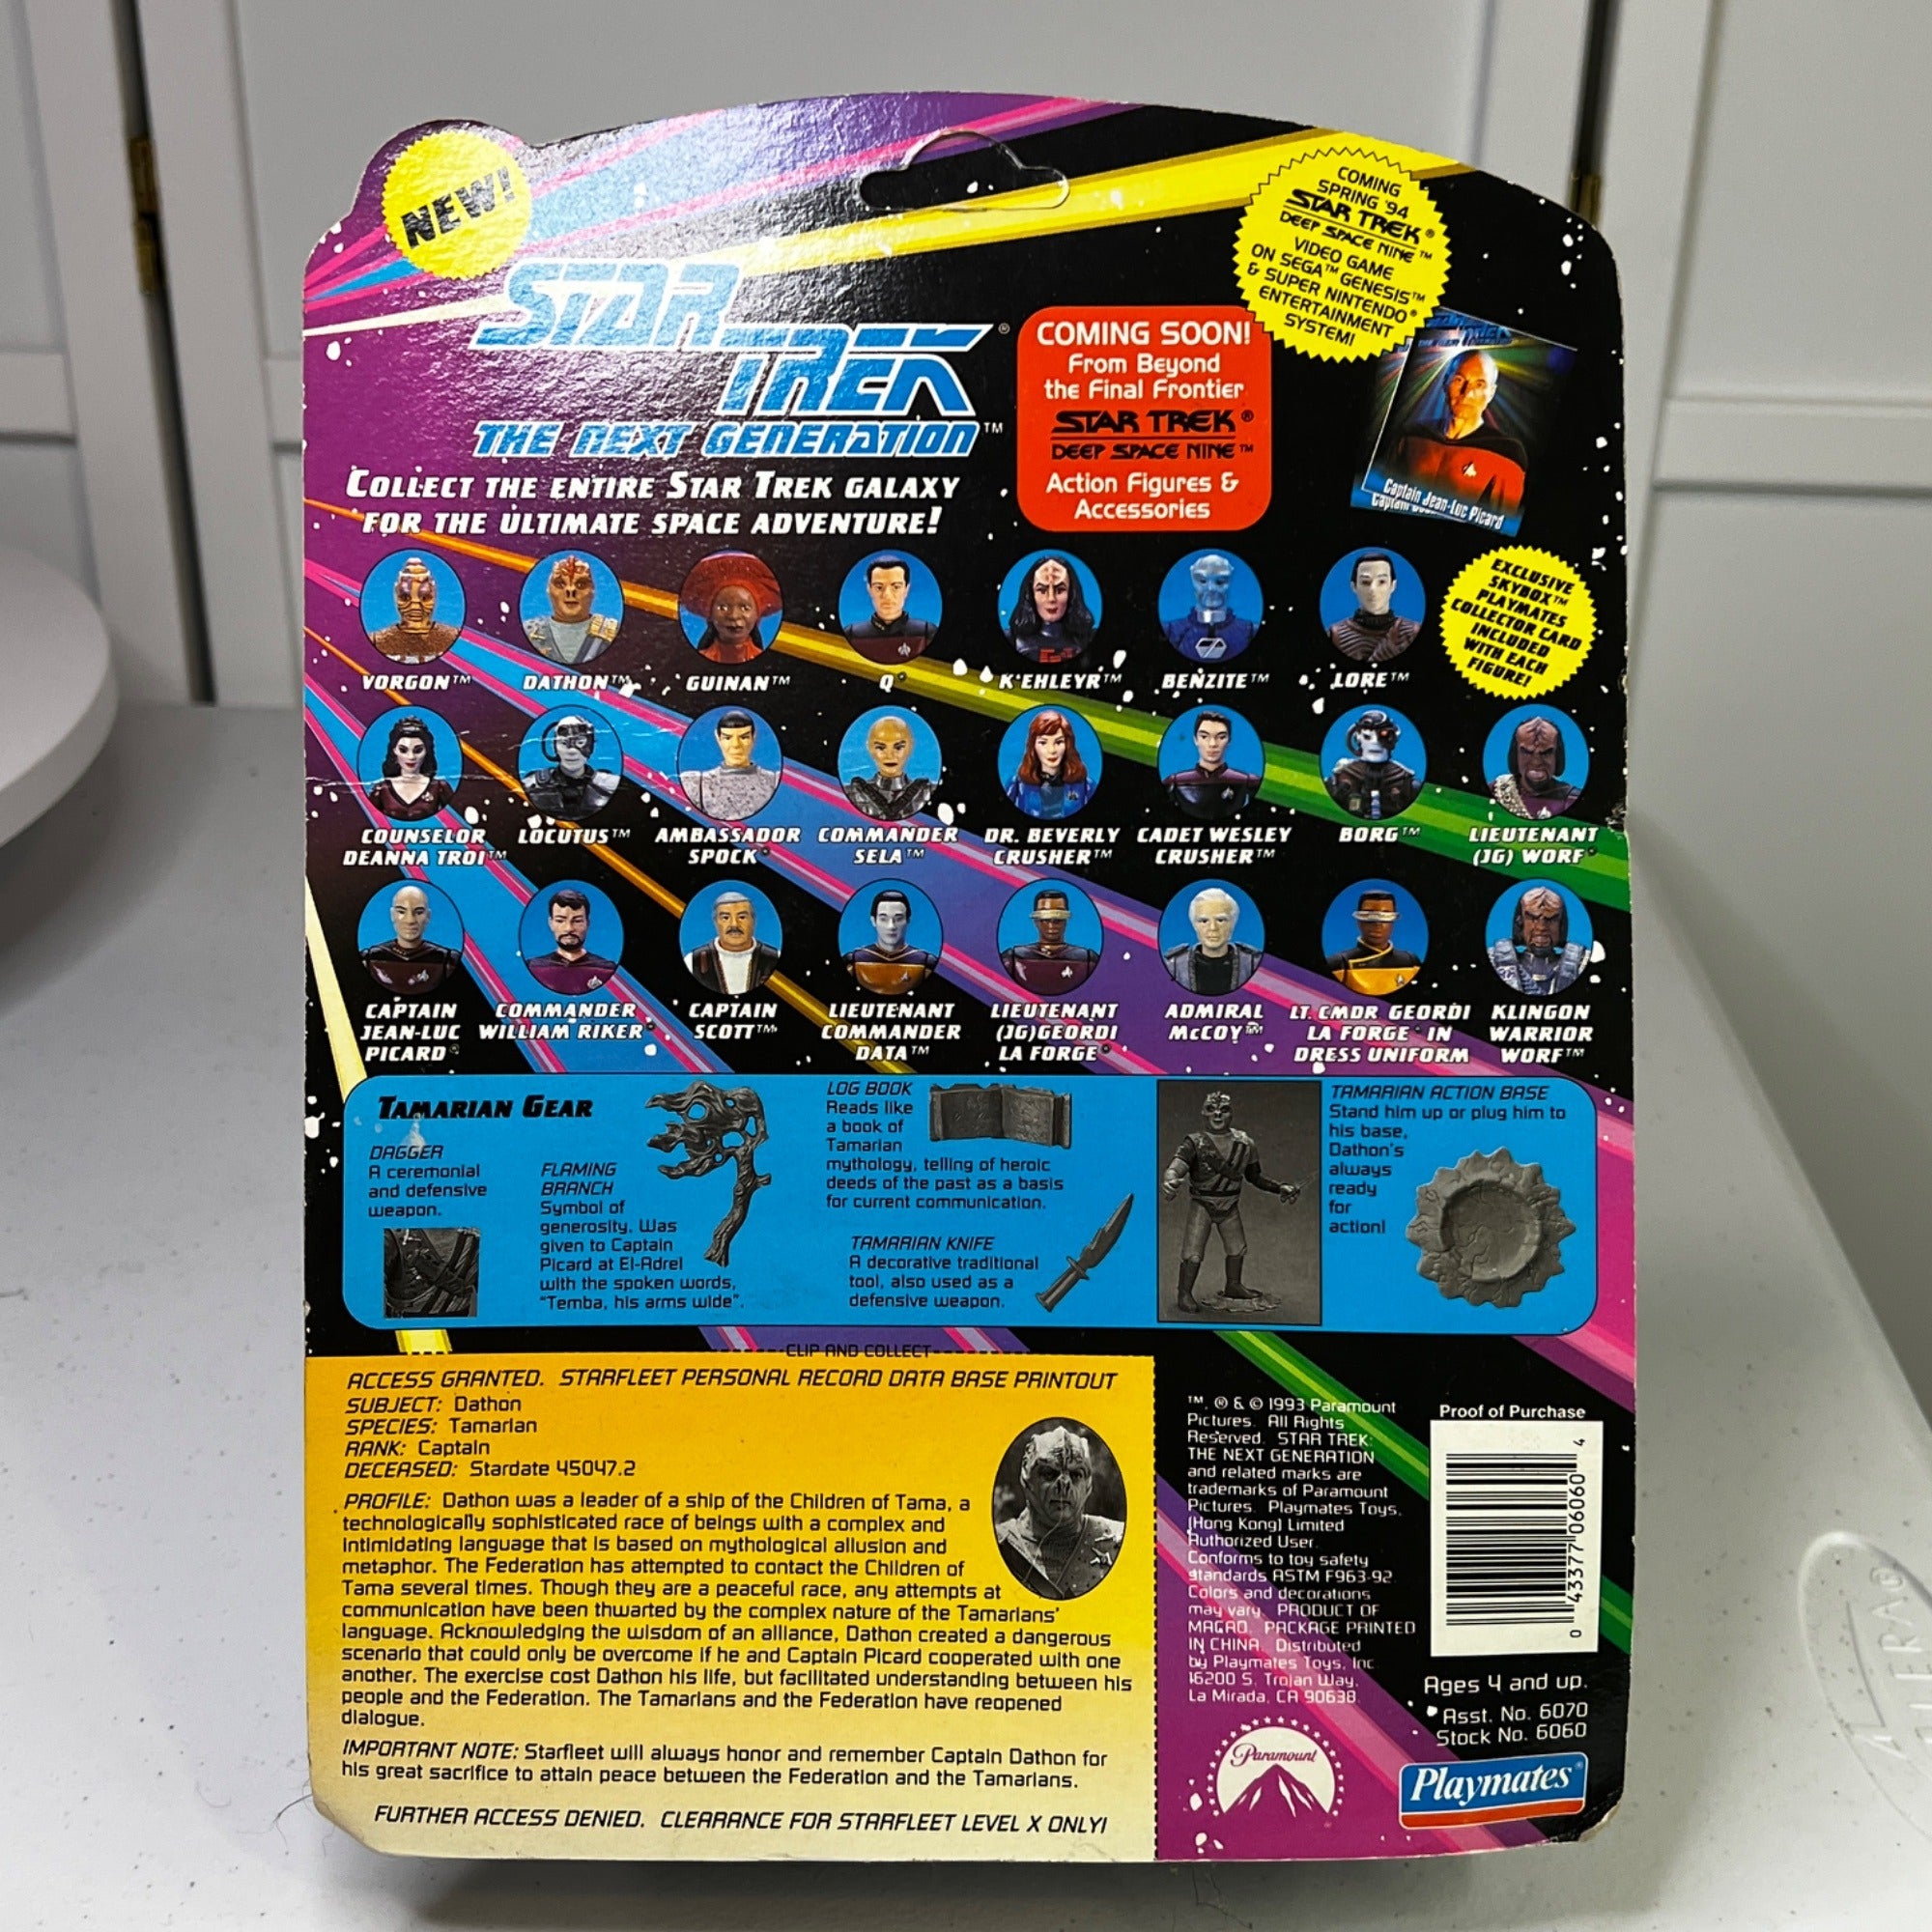 NEW!
COMING
SPRING '94
STAR TREK®
DEEP SPACE NINE™
VIDEO GAME
ON SEGA™ GENESIS™
& SUPER NINTENDO®
ENTERTAINMENT
SYSTEM!
STAR
TREK®
THE NEXT GENERATION™
COLLECT THE ENTIRE STAR TREK GALAXY
FOR THE ULTIMATE SPACE ADVENTURE!
COMING SOON!
From Beyond
the Final Frontier
STAR TREK®
DEEP SPACE NINE™
Action Figures &
Accessories
Captain Jean-Luc Picard
EXCLUSIVE
SKYBOX™
PLAYMATES
COLLECTOR CARD
INCLUDED
WITH EACH
FIGURE!
VORGON™
DATHON™
GUINAN™
Q®
K'EHLEYR™
BENZITE™
LORE™
COUNSELOR
DEANNA TROI™
LOCUTUS™
AMBASSADOR
SPOCK®
COMMANDER
SELA™
DR. BEVERLY
CRUSHER™
CADET WESLEY
CRUSHER™
BORG™
LIEUTENANT
(JG) WORF®
CAPTAIN
JEAN-LUC
PICARD®
COMMANDER
WILLIAM RIKER®
CAPTAIN
SCOTT™
LIEUTENANT
COMMANDER
DATA™
LIEUTENANT
(JG)GEORDI
LA FORGE®
ADMIRAL
McCOY™
LT. CMDR GEORDI
LA FORGE® IN
DRESS UNIFORM
KLINGON
WARRIOR
WORF™
TAMARIAN GEAR
DAGGER
A ceremonial
and defensive
weapon.
FLAMING
BRANCH
Symbol of
generosity. Was
given to Captain
Picard at El-Adrel
with the spoken words,
"Temba, his arms wide".
LOG BOOK
Reads like
a book of
Tamarian
mythology, telling of heroic
deeds of the past as a basis
for current communication.
TAMARIAN KNIFE
A decorative traditional
tool, also used as a
defensive weapon.
TAMARIAN ACTION BASE
Stand him up or plug him to
his base,
Dathon's
always
ready
for
action!
CLIP AND COLLECT
ACCESS GRANTED. STARFLEET PERSONAL RECORD DATA BASE PRINTOUT
SUBJECT: Dathon
SPECIES: Tamarian
RANK: Captain
DECEASED: Stardate 45047.2
PROFILE: Dathon was a leader of a ship of the Children of Tama, a
technologically sophisticated race of beings with a complex and
intimidating language that is based on mythological allusion and
metaphor. The Federation has attempted to contact the Children of
Tama several times. Though they are a peaceful race, any attempts at
communication have been thwarted by the complex nature of the Tamarians'
language. Acknowledging the wisdom of an alliance, Dathon created a dangerous
scenario that could only be overcome if he and Captain Picard cooperated with one
another. The exercise cost Dathon his life, but facilitated understanding between his
people and the Federation. The Tamarians and the Federation have reopened
dialogue.
IMPORTANT NOTE: Starfleet will always honor and remember Captain Dathon for
his great sacrifice to attain peace between the Federation and the Tamarians.
FURTHER ACCESS DENIED. CLEARANCE FOR STARFLEET LEVEL X ONLY!
™, ® & © 1993 Paramount
Pictures. All Rights
Reserved. STAR TREK:
THE NEXT GENERATION
and related marks are
trademarks of Paramount
Pictures. Playmates Toys,
(Hong Kong) Limited
Authorized User.
Conforms to toy safety
standards ASTM F963-92.
Colors and decorations
may vary. PRODUCT OF
MACAO. PACKAGE PRINTED
IN CHINA. Distributed
by Playmates Toys, Inc.
16200 S. Trojan Way,
La Mirada, CA 90638.
Paramount
Proof of Purchase
0 43377 06060 4
Ages 4 and up.
Asst. No. 6070
Stock No. 6060
Playmates®